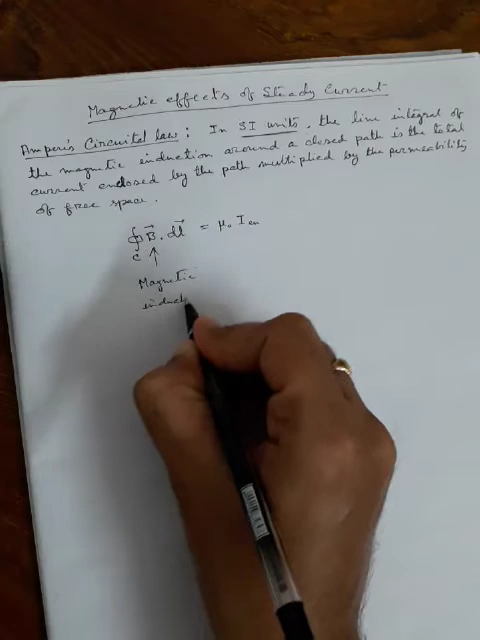 Magnetic effects of Steady Current
Ampere's Circuital law : In SI units, the line integral of
the magnetic induction around a closed path is the total
current enclosed by the path multiplied by the permeability
of free space.
∮ B⃗ . dl⃗ = μ₀ I en
c ↑
Magnetic
induct